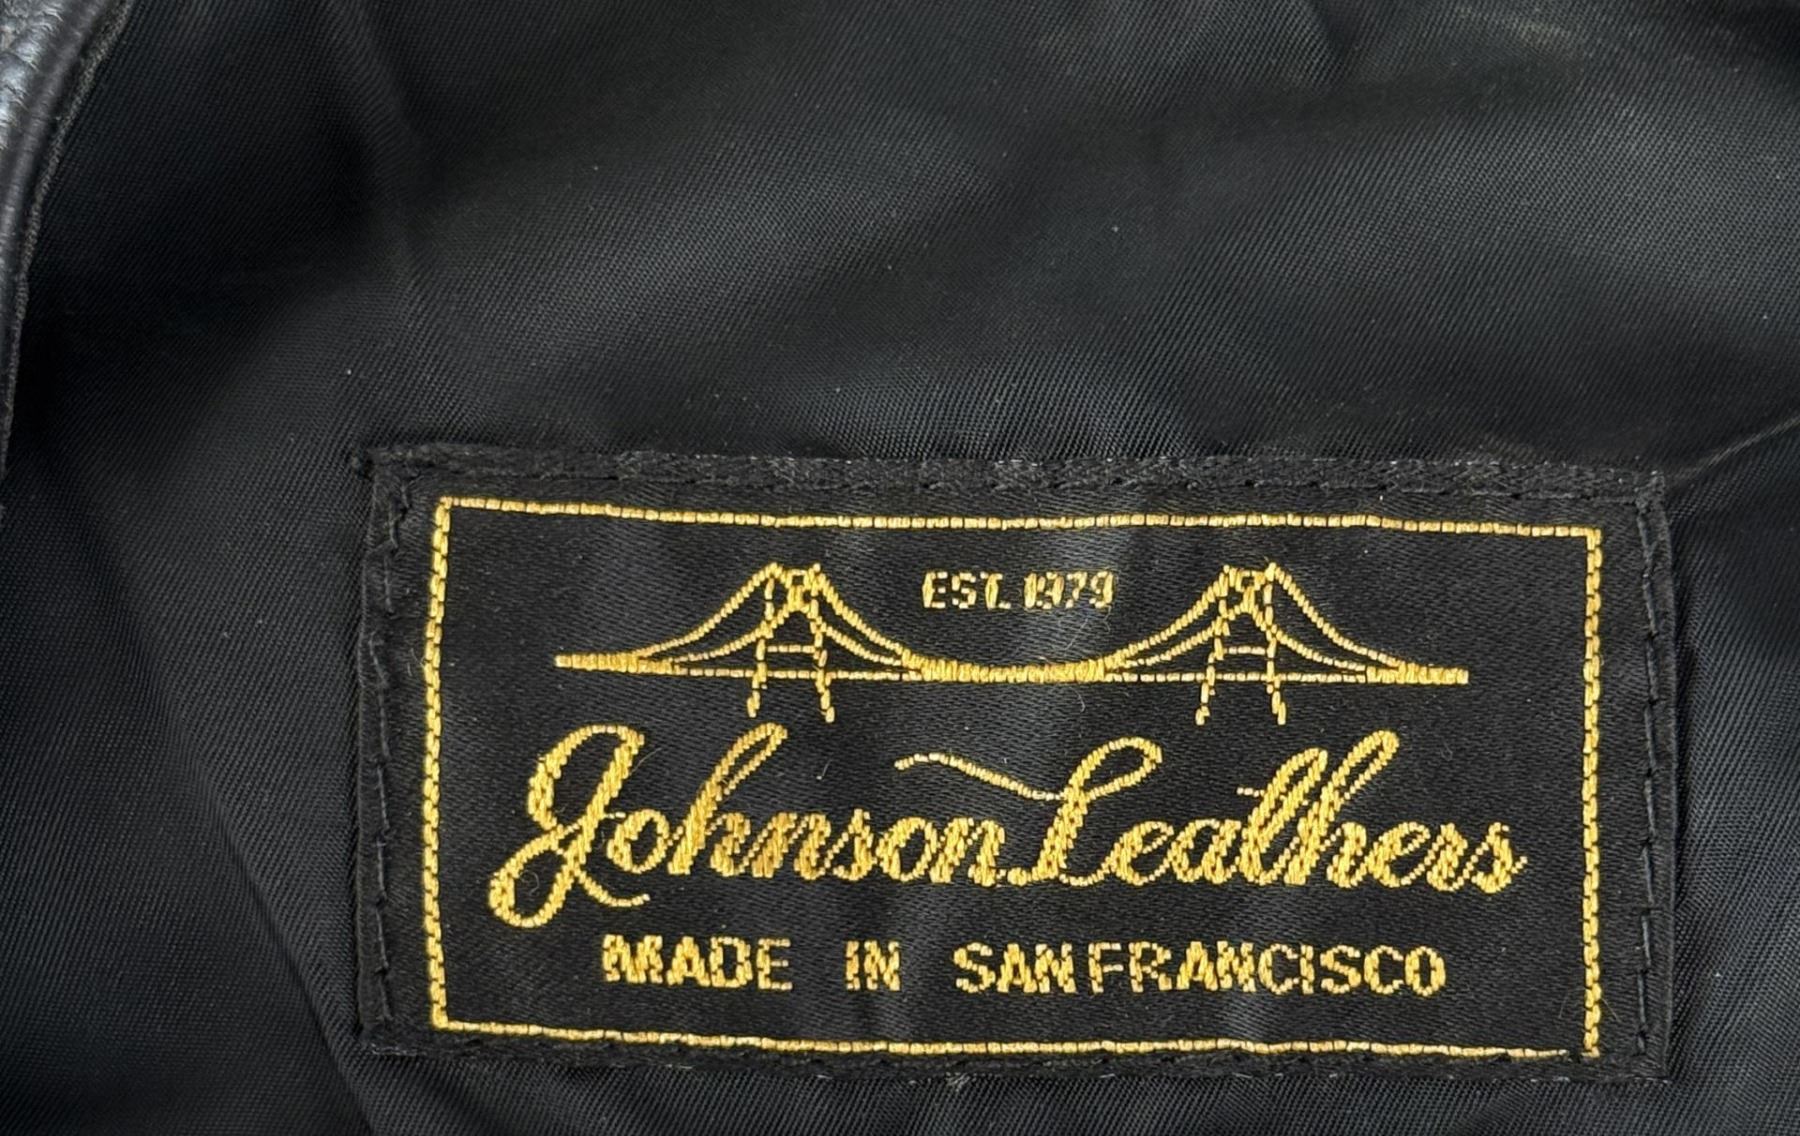 EST. 1979
Johnson Leathers
MADE IN SAN FRANCISCO